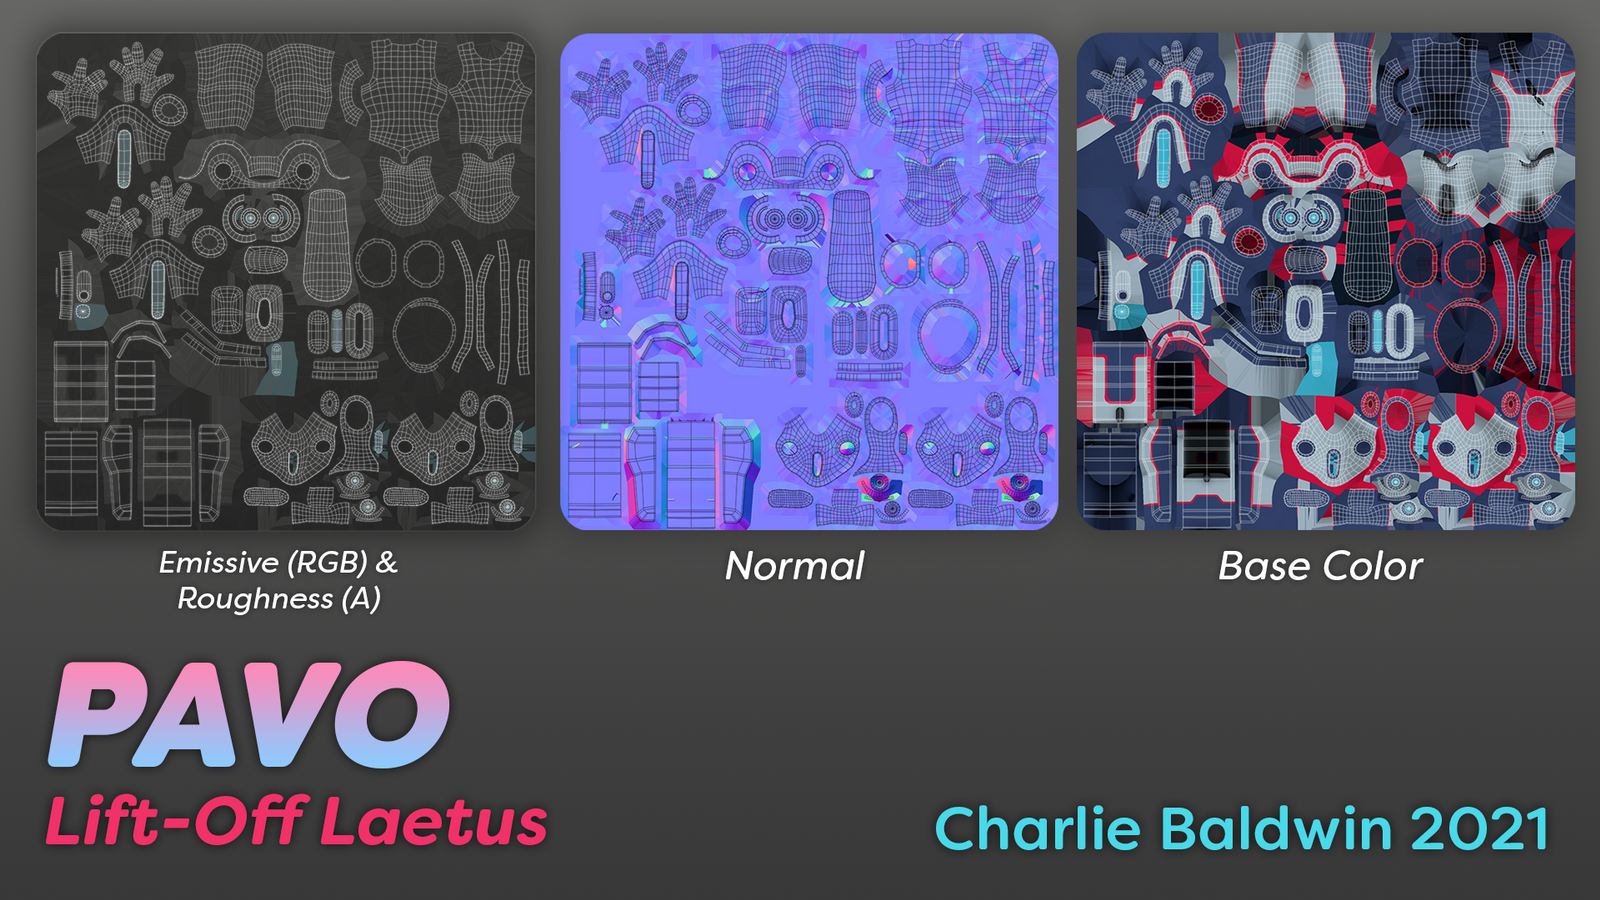 Emissive (RGB) &
Roughness (A)
Normal
Base Color
PAVO
Lift-Off Laetus
Charlie Baldwin 2021